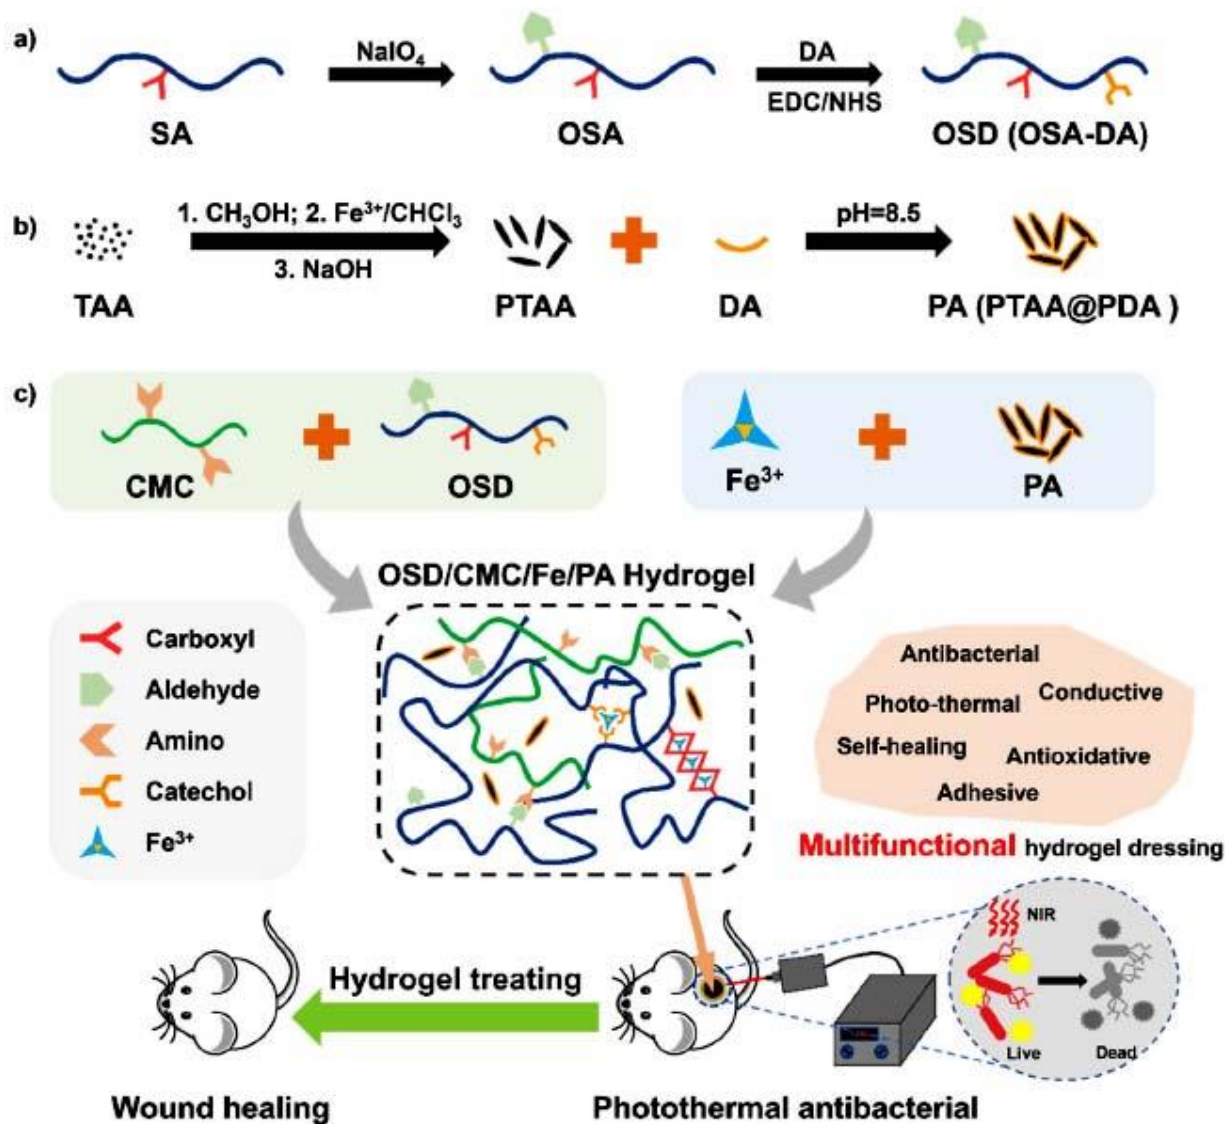 a)
NaIO₄
DA
EDC/NHS
SA
OSA
OSD (OSA-DA)
b)
1. CH₃OH; 2. Fe³⁺/CHCl₃
3. NaOH
pH=8.5
TAA
PTAA
DA
PA (PTAA@PDA )
c)
CMC
OSD
Fe³⁺
PA
OSD/CMC/Fe/PA Hydrogel
Carboxyl
Aldehyde
Amino
Catechol
Fe³⁺
Antibacterial
Photo-thermal
Conductive
Self-healing
Antioxidative
Adhesive
Multifunctional hydrogel dressing
NIR
Live
Dead
Hydrogel treating
Wound healing
Photothermal antibacterial